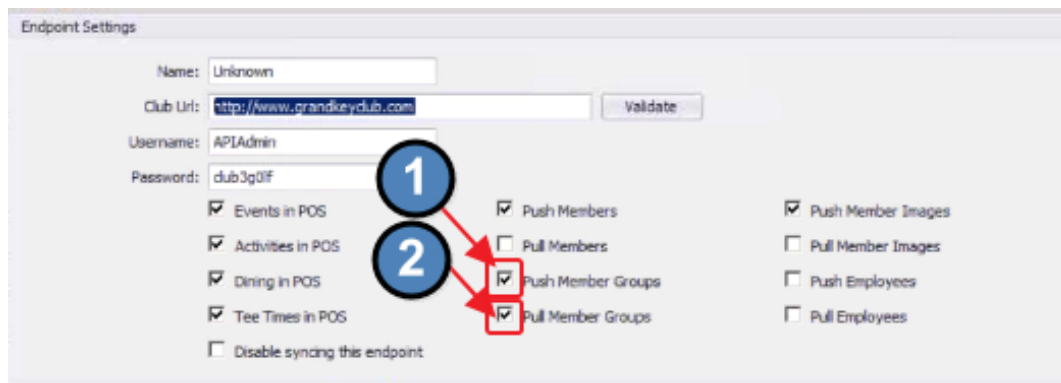 Endpoint Settings
Name: Unknown
Club Url: http://www.grandkeyclub.com Validate
Username: APIAdmin
Password: club3g0lf
1
Events in POS Push Members Push Member Images
Activities in POS Pull Members Pull Member Images
2
Dining in POS Push Member Groups Push Employees
Tee Times in POS Pull Member Groups Pull Employees
Disable syncing this endpoint